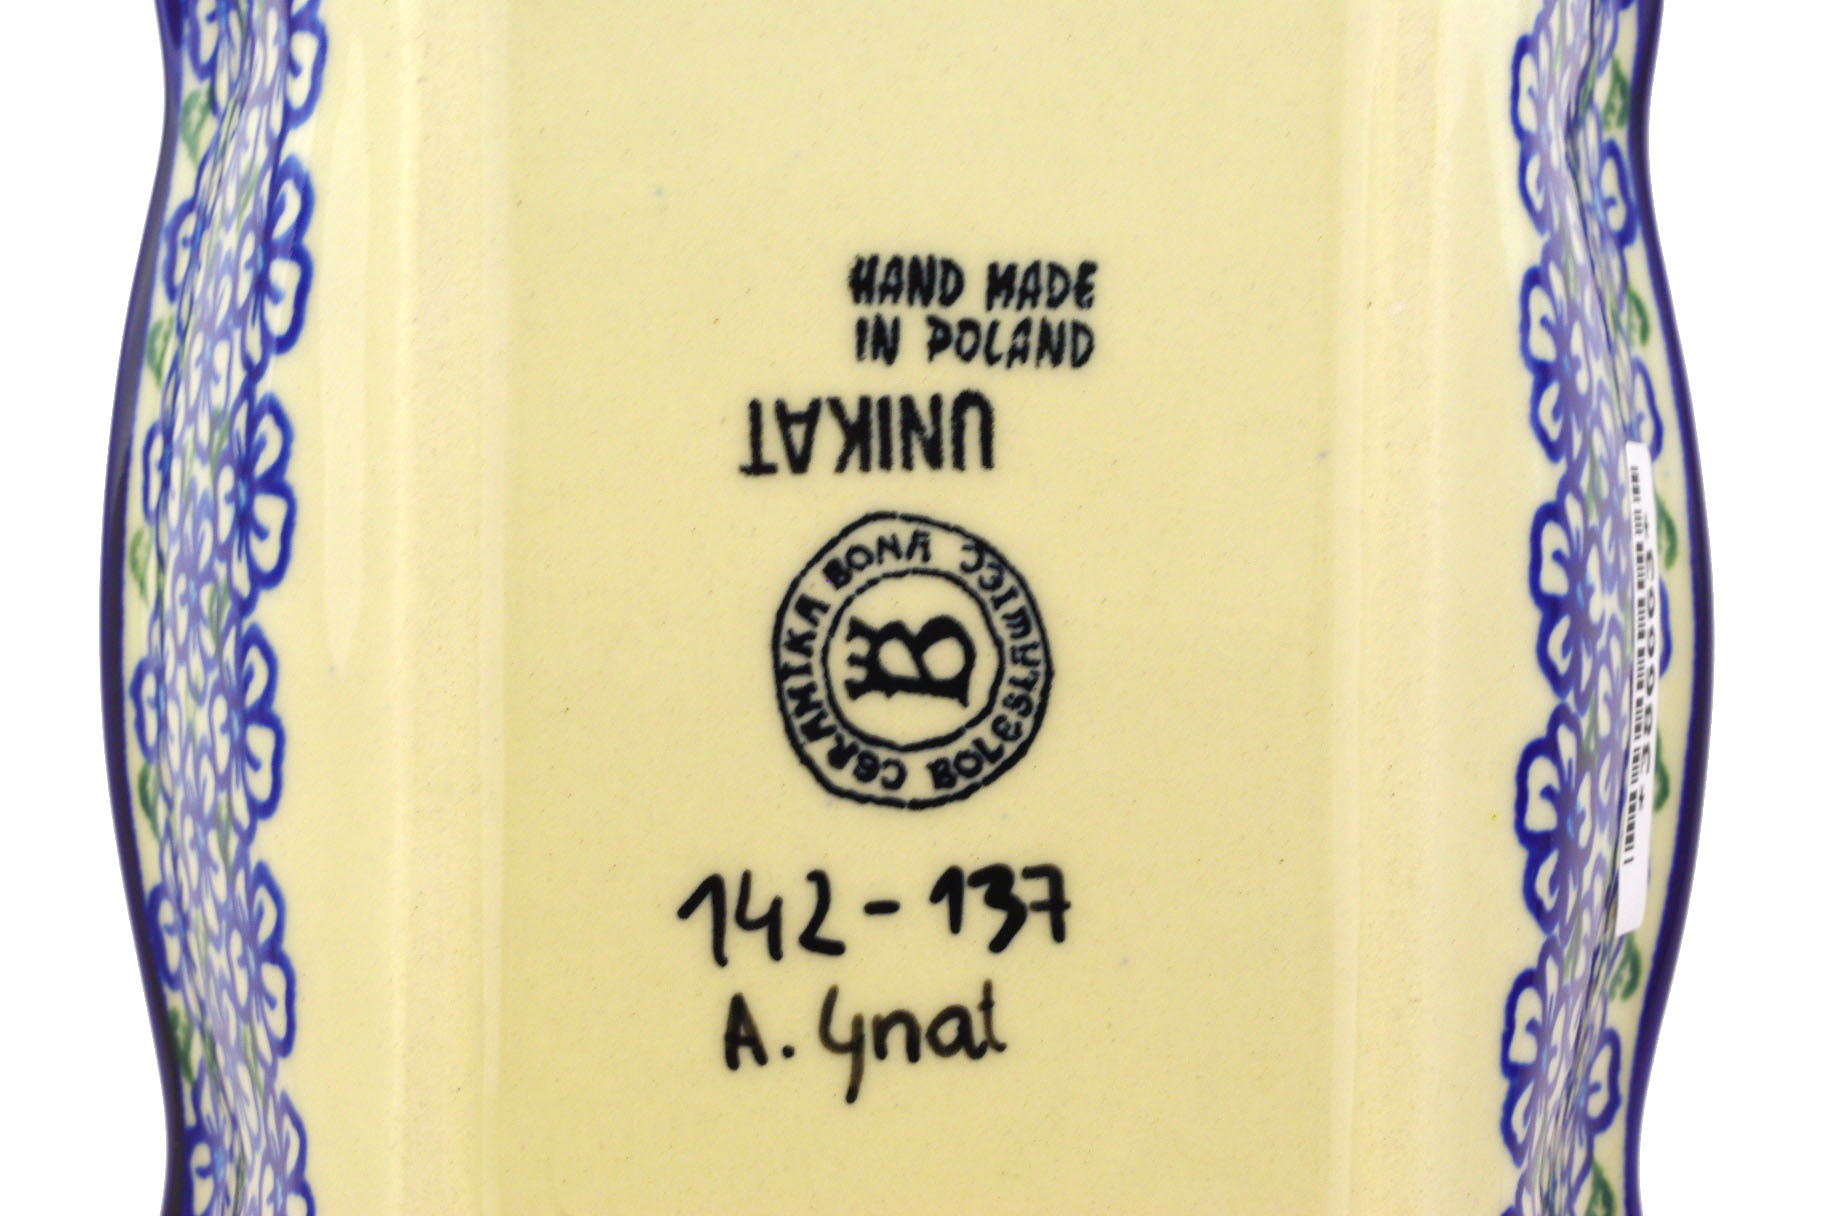 HAND MADE
IN POLAND
UNIKAT
CERAMIKA BONA
BOLESŁAWIEC
B
142-137
A. Gnat